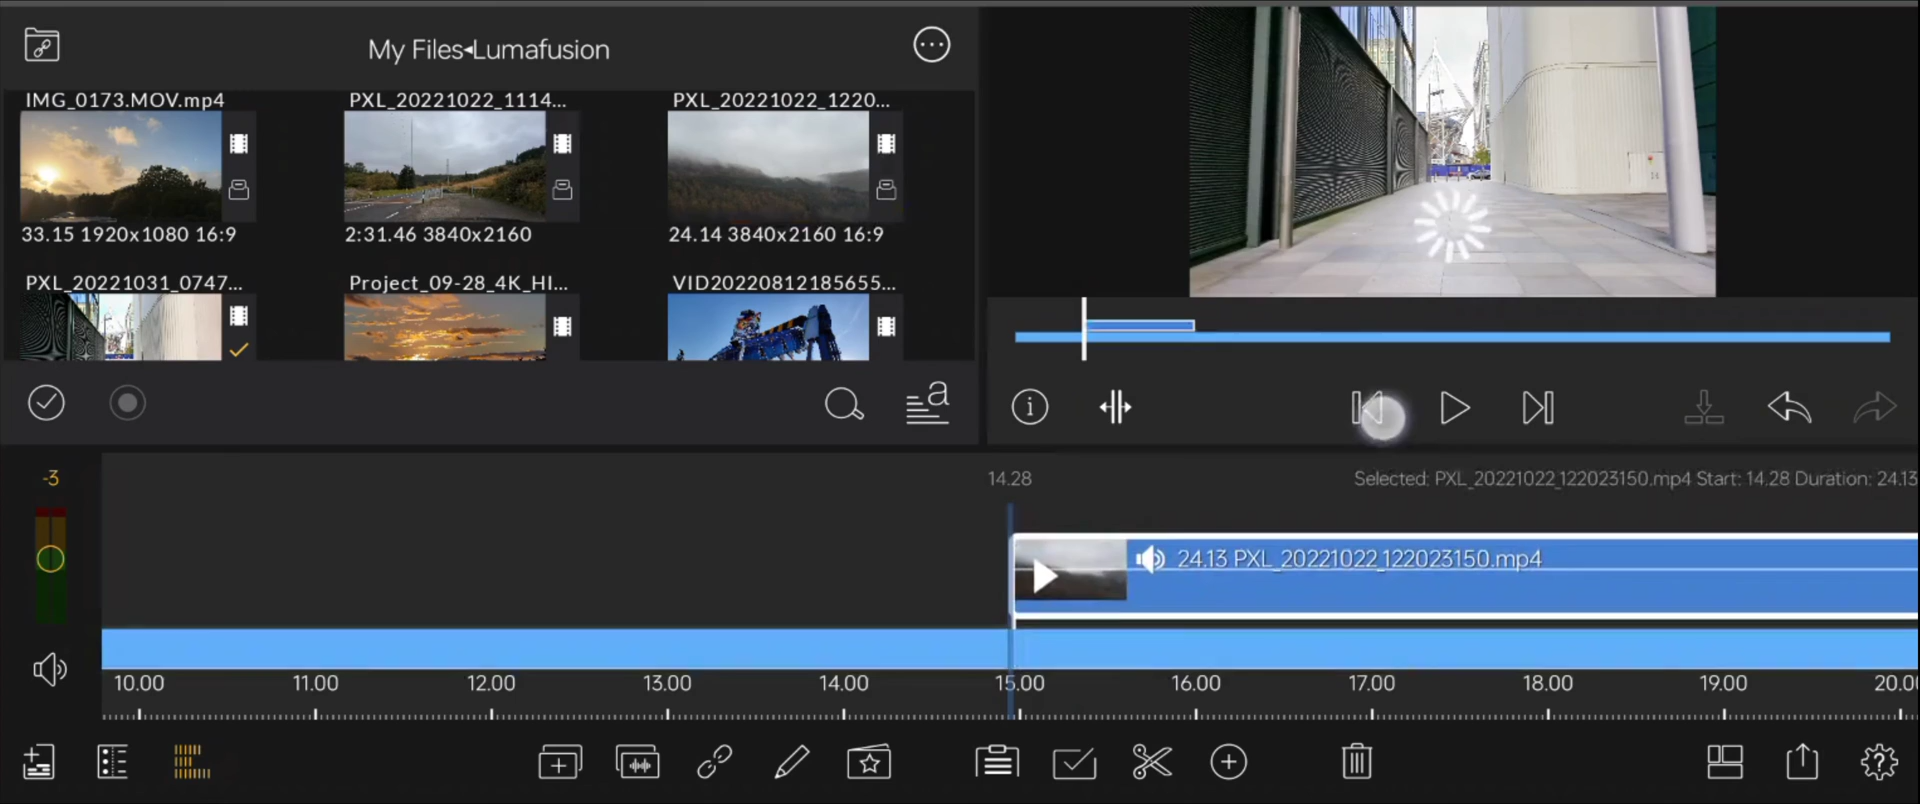 My Files◂Lumafusion
IMG_0173.MOV.mp4
PXL_20221022_1114...
PXL_20221022_1220...
33.15 1920x1080 16:9
2:31.46 3840x2160
24.14 3840x2160 16:9
PXL_20221031_0747...
Project_09-28_4K_HI...
VID20220812185655...
a
-3
14.28
Selected: PXL_20221022_122023150.mp4 Start: 14.28 Duration: 24.13
24.13 PXL_20221022_122023150.mp4
10.00 11.00 12.00 13.00 14.00 15.00 16.00 17.00 18.00 19.00 20.0